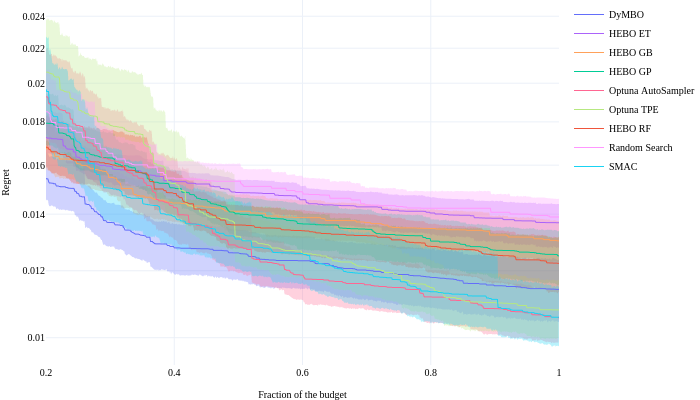 0.024
0.022
0.02
0.018
0.016
0.014
0.012
0.01
Regret
0.2
0.4
0.6
0.8
1
Fraction of the budget
DyMBO
HEBO ET
HEBO GB
HEBO GP
Optuna AutoSampler
Optuna TPE
HEBO RF
Random Search
SMAC